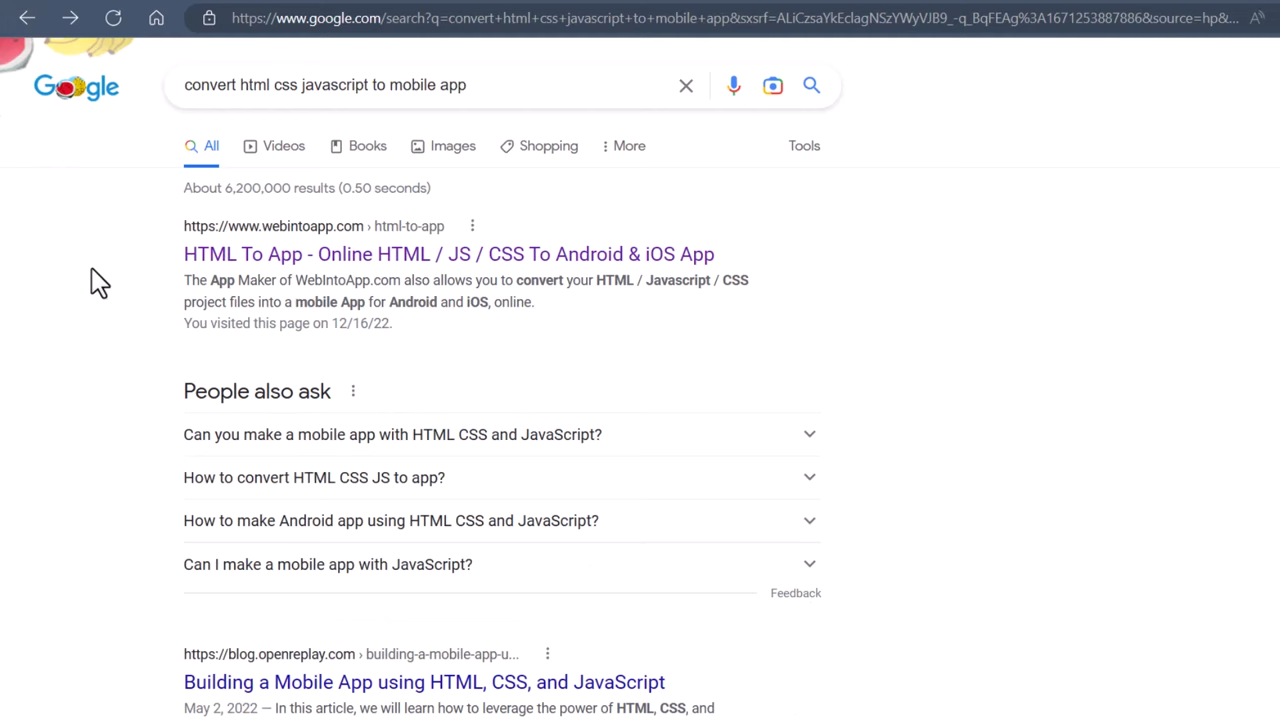 https://www.google.com/search?q=convert+html+css+javascript+to+mobile+app&sxsrf=ALiCzsaYkEclagNSzYWyVJB9_-q_BqFEAg%3A1671253887886&source=hp&...
Google
convert html css javascript to mobile app
All Videos Books Images Shopping More Tools
About 6,200,000 results (0.50 seconds)
https://www.webintoapp.com › html-to-app
HTML To App - Online HTML / JS / CSS To Android & iOS App
The App Maker of WebIntoApp.com also allows you to convert your HTML / Javascript / CSS
project files into a mobile App for Android and iOS, online.
You visited this page on 12/16/22.
People also ask
Can you make a mobile app with HTML CSS and JavaScript?
How to convert HTML CSS JS to app?
How to make Android app using HTML CSS and JavaScript?
Can I make a mobile app with JavaScript?
Feedback
https://blog.openreplay.com › building-a-mobile-app-u...
Building a Mobile App using HTML, CSS, and JavaScript
May 2, 2022 — In this article, we will learn how to leverage the power of HTML, CSS, and